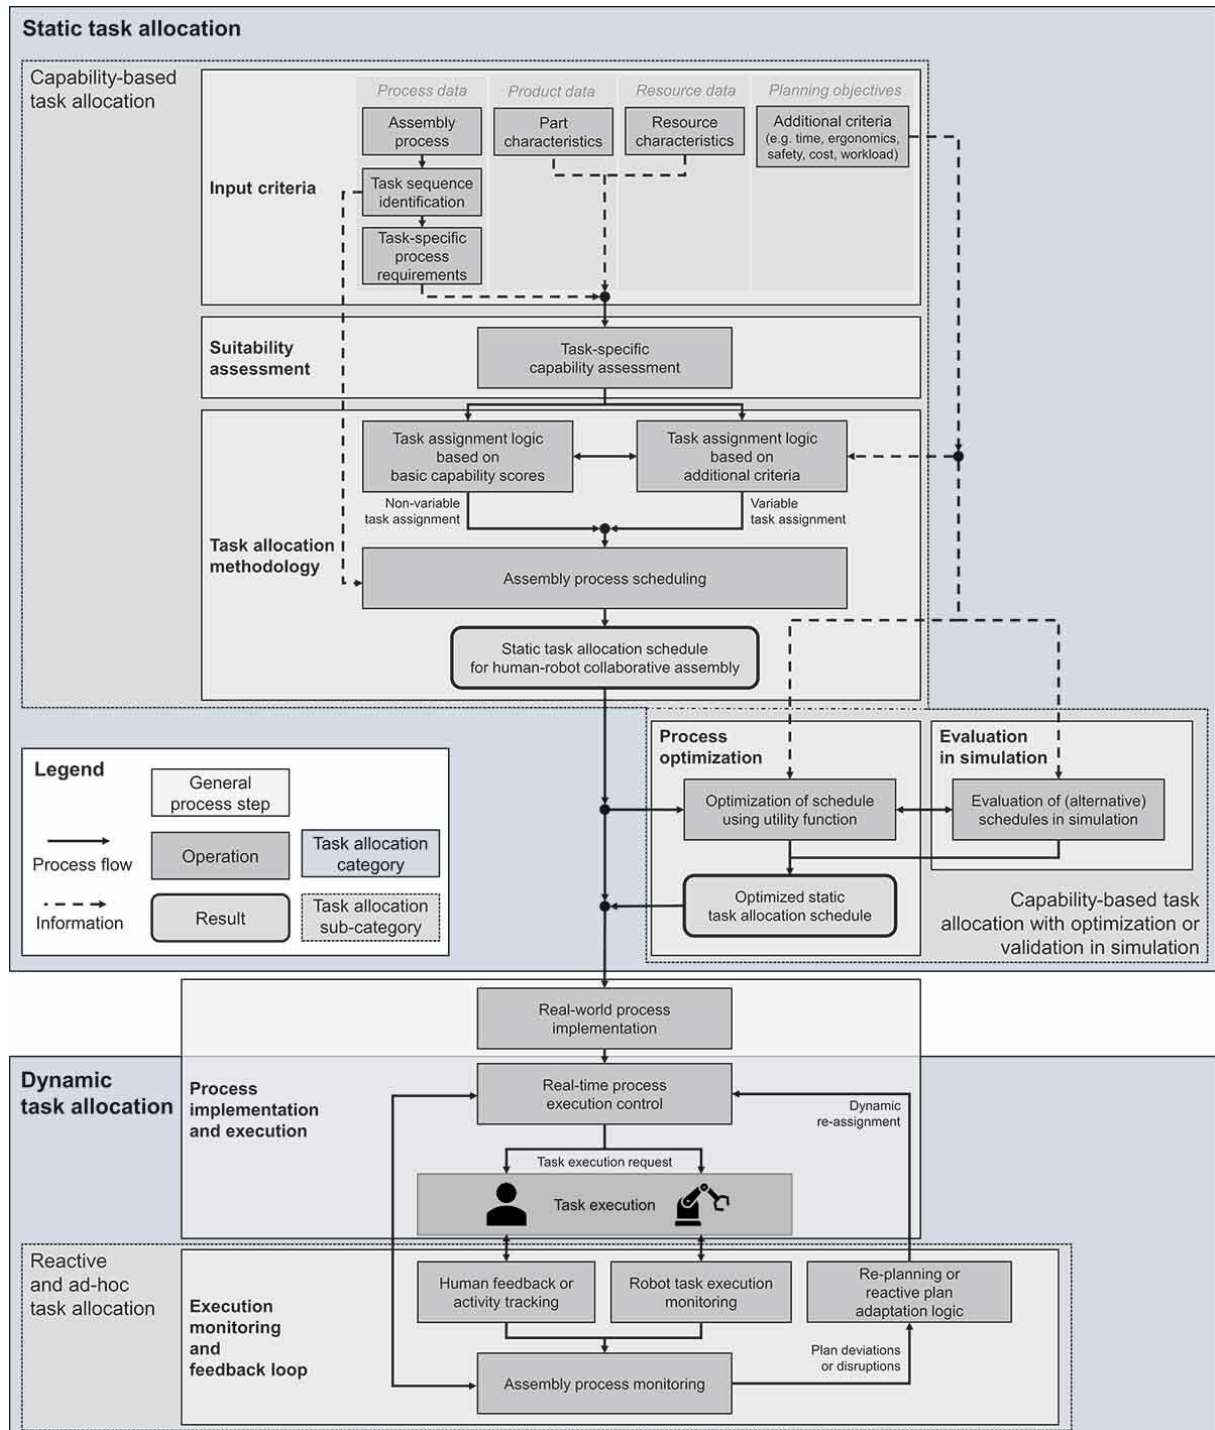 Static task allocation
Capability-based
task allocation
Input criteria
Process data
Product data
Resource data
Planning objectives
Assembly
process
Part
characteristics
Resource
characteristics
Additional criteria
(e.g. time, ergonomics,
safety, cost, workload)
Task sequence
identification
Task-specific
process
requirements
Suitability
assessment
Task-specific
capability assessment
Task allocation
methodology
Task assignment logic
based on
basic capability scores
Task assignment logic
based on
additional criteria
Non-variable
task assignment
Variable
task assignment
Assembly process scheduling
Static task allocation schedule
for human-robot collaborative assembly
Process
optimization
Evaluation
in simulation
Optimization of schedule
using utility function
Evaluation of (alternative)
schedules in simulation
Optimized static
task allocation schedule
Capability-based task
allocation with optimization or
validation in simulation
Legend
General
process step
Process flow
Operation
Task allocation
category
Information
Result
Task allocation
sub-category
Real-world process
implementation
Dynamic
task allocation
Process
implementation
and execution
Real-time process
execution control
Dynamic
re-assignment
Task execution request
Task execution
Reactive
and ad-hoc
task allocation
Execution
monitoring
and
feedback loop
Human feedback or
activity tracking
Robot task execution
monitoring
Re-planning or
reactive plan
adaptation logic
Plan deviations
or disruptions
Assembly process monitoring